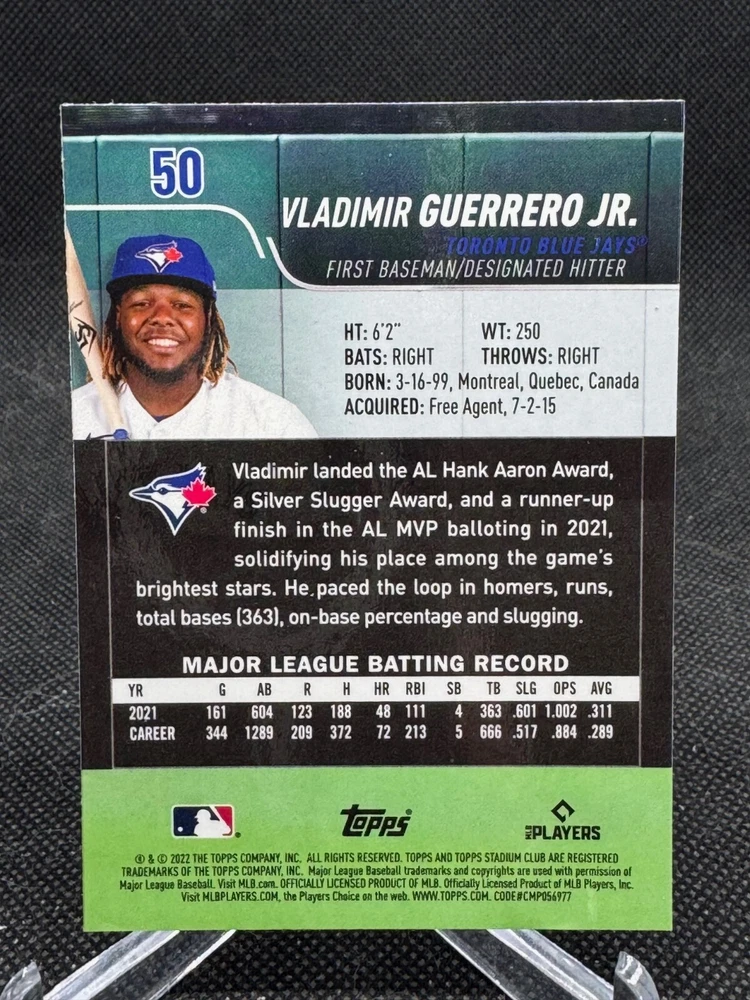 50
VLADIMIR GUERRERO JR.
TORONTO BLUE JAYS®
FIRST BASEMAN/DESIGNATED HITTER
HT: 6'2" WT: 250
BATS: RIGHT THROWS: RIGHT
BORN: 3-16-99, Montreal, Quebec, Canada
ACQUIRED: Free Agent, 7-2-15
Vladimir landed the AL Hank Aaron Award,
a Silver Slugger Award, and a runner-up
finish in the AL MVP balloting in 2021,
solidifying his place among the game's
brightest stars. He paced the loop in homers, runs,
total bases (363), on-base percentage and slugging.
MAJOR LEAGUE BATTING RECORD
YR G AB R H HR RBI SB TB SLG OPS AVG
2021 161 604 123 188 48 111 4 363 .601 1.002 .311
CAREER 344 1289 209 372 72 213 5 666 .517 .884 .289
topps®
MLB PLAYERS
® & © 2022 THE TOPPS COMPANY, INC. ALL RIGHTS RESERVED. TOPPS AND TOPPS STADIUM CLUB ARE REGISTERED
TRADEMARKS OF THE TOPPS COMPANY, INC. Major League Baseball trademarks and copyrights are used with permission of
Major League Baseball. Visit MLB.com. OFFICIALLY LICENSED PRODUCT OF MLB. Officially Licensed Product of MLB Players, Inc.
Visit MLBPLAYERS.COM, the Players Choice on the web. WWW.TOPPS.COM. CODE#CMP056977